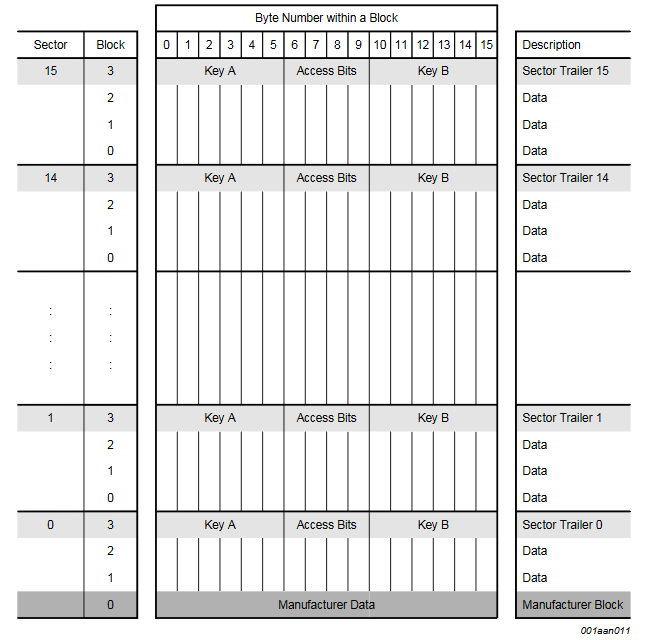 Byte Number within a Block
Sector Block 0 1 2 3 4 5 6 7 8 9 10 11 12 13 14 15 Description
15 3 Key A Access Bits Key B Sector Trailer 15
2 Data
1 Data
0 Data
14 3 Key A Access Bits Key B Sector Trailer 14
2 Data
1 Data
0 Data
: :
: :
: :
1 3 Key A Access Bits Key B Sector Trailer 1
2 Data
1 Data
0 Data
0 3 Key A Access Bits Key B Sector Trailer 0
2 Data
1 Data
0 Manufacturer Data Manufacturer Block
001aan011